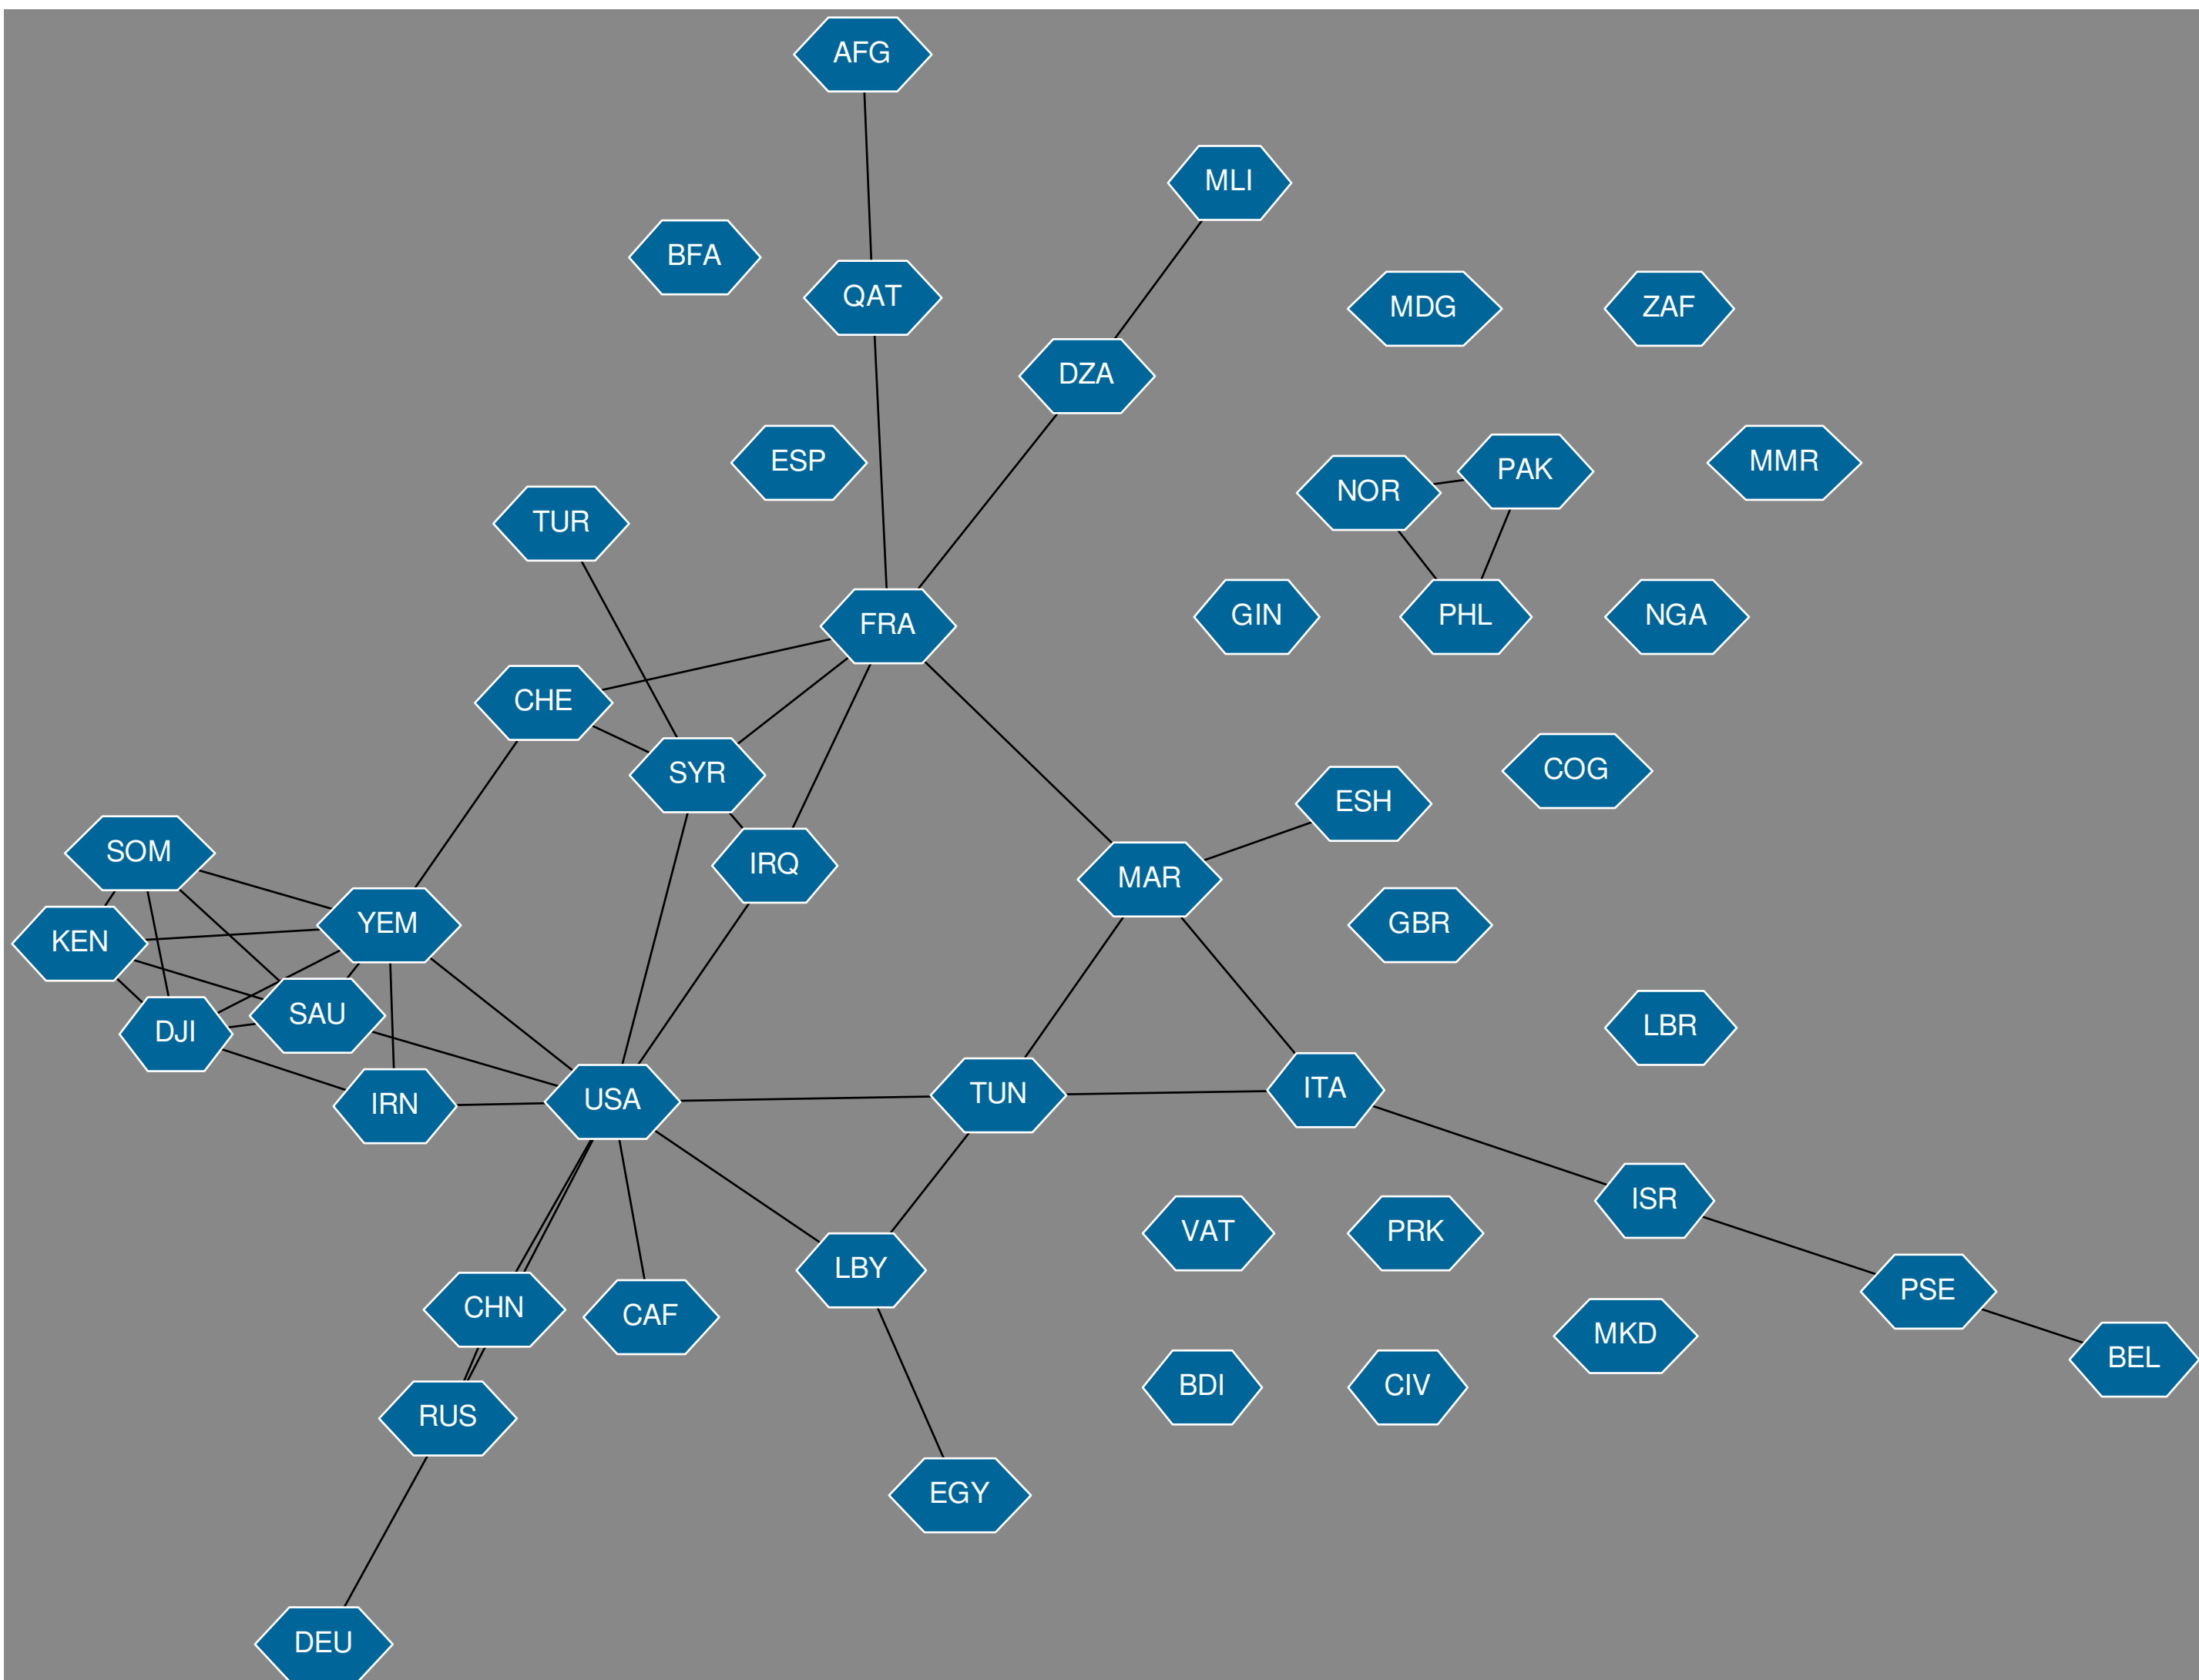 AFG
MLI
BFA
QAT
MDG
ZAF
DZA
ESP
MMR
PAK
NOR
TUR
GIN
PHL
NGA
FRA
CHE
COG
SYR
ESH
SOM
IRQ
MAR
YEM
GBR
KEN
SAU
LBR
DJI
ITA
TUN
USA
IRN
ISR
VAT
PRK
LBY
PSE
CHN
CAF
MKD
BEL
BDI
CIV
RUS
EGY
DEU